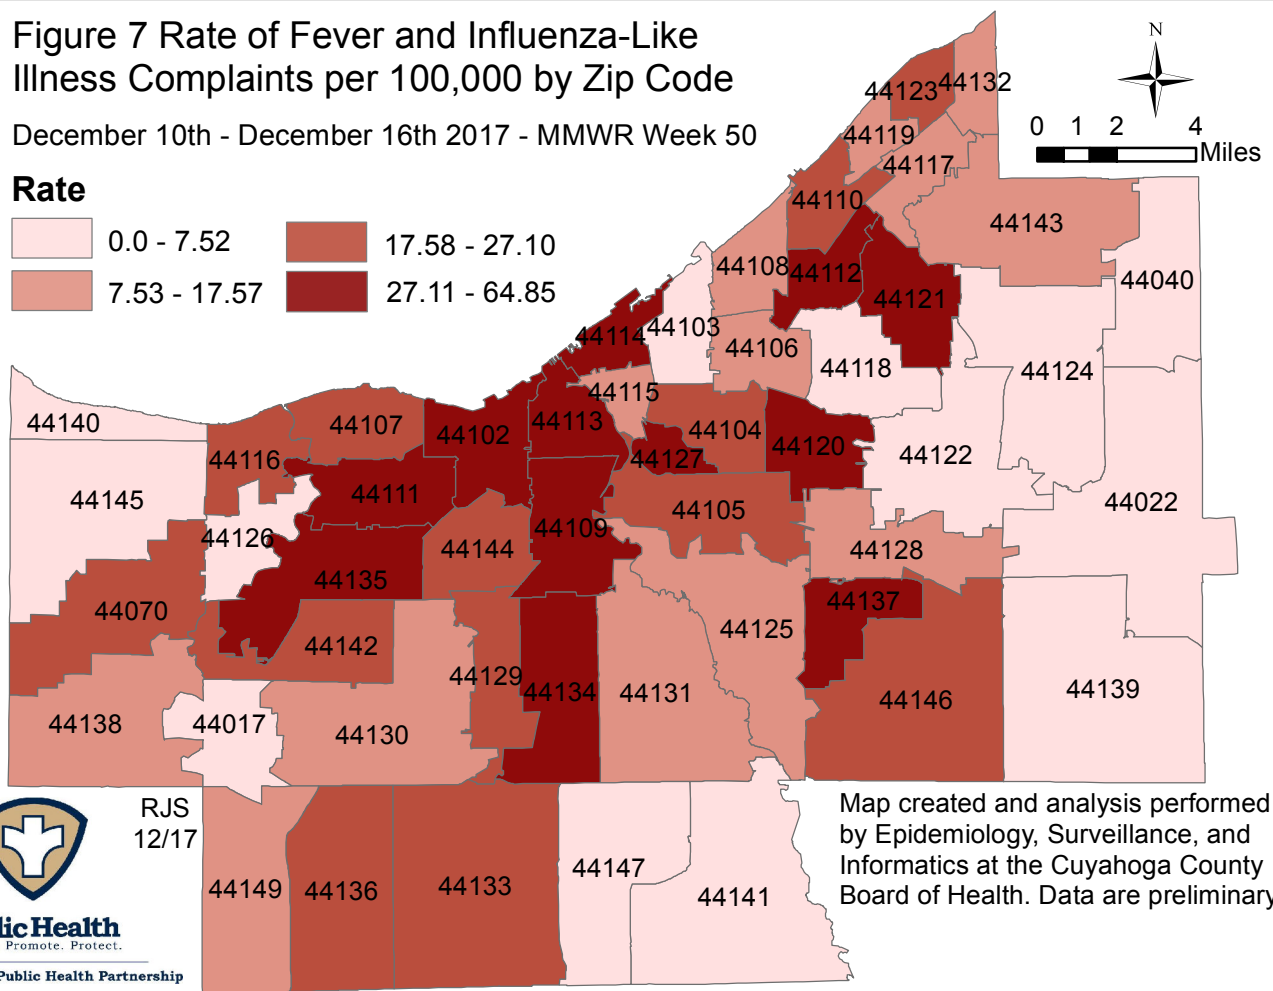 Figure 7 Rate of Fever and Influenza-Like
Illness Complaints per 100,000 by Zip Code
December 10th - December 16th 2017 - MMWR Week 50
Rate
0.0 - 7.52
7.53 - 17.57
17.58 - 27.10
27.11 - 64.85
N
0 1 2 4
Miles
44123
44132
44119
44117
44110
44143
44108
44112
44040
44121
44114
44103
44106
44118
44124
44115
44140
44107
44102
44113
44104
44120
44122
44116
44127
44145
44111
44105
44022
44126
44109
44144
44128
44135
44070
44137
44142
44125
44129
44134
44131
44139
44146
44138
44017
44130
44149
44136
44133
44147
44141
RJS
12/17
Map created and analysis performed
by Epidemiology, Surveillance, and
Informatics at the Cuyahoga County
Board of Health. Data are preliminary
lic Health
Promote. Protect.
Public Health Partnership